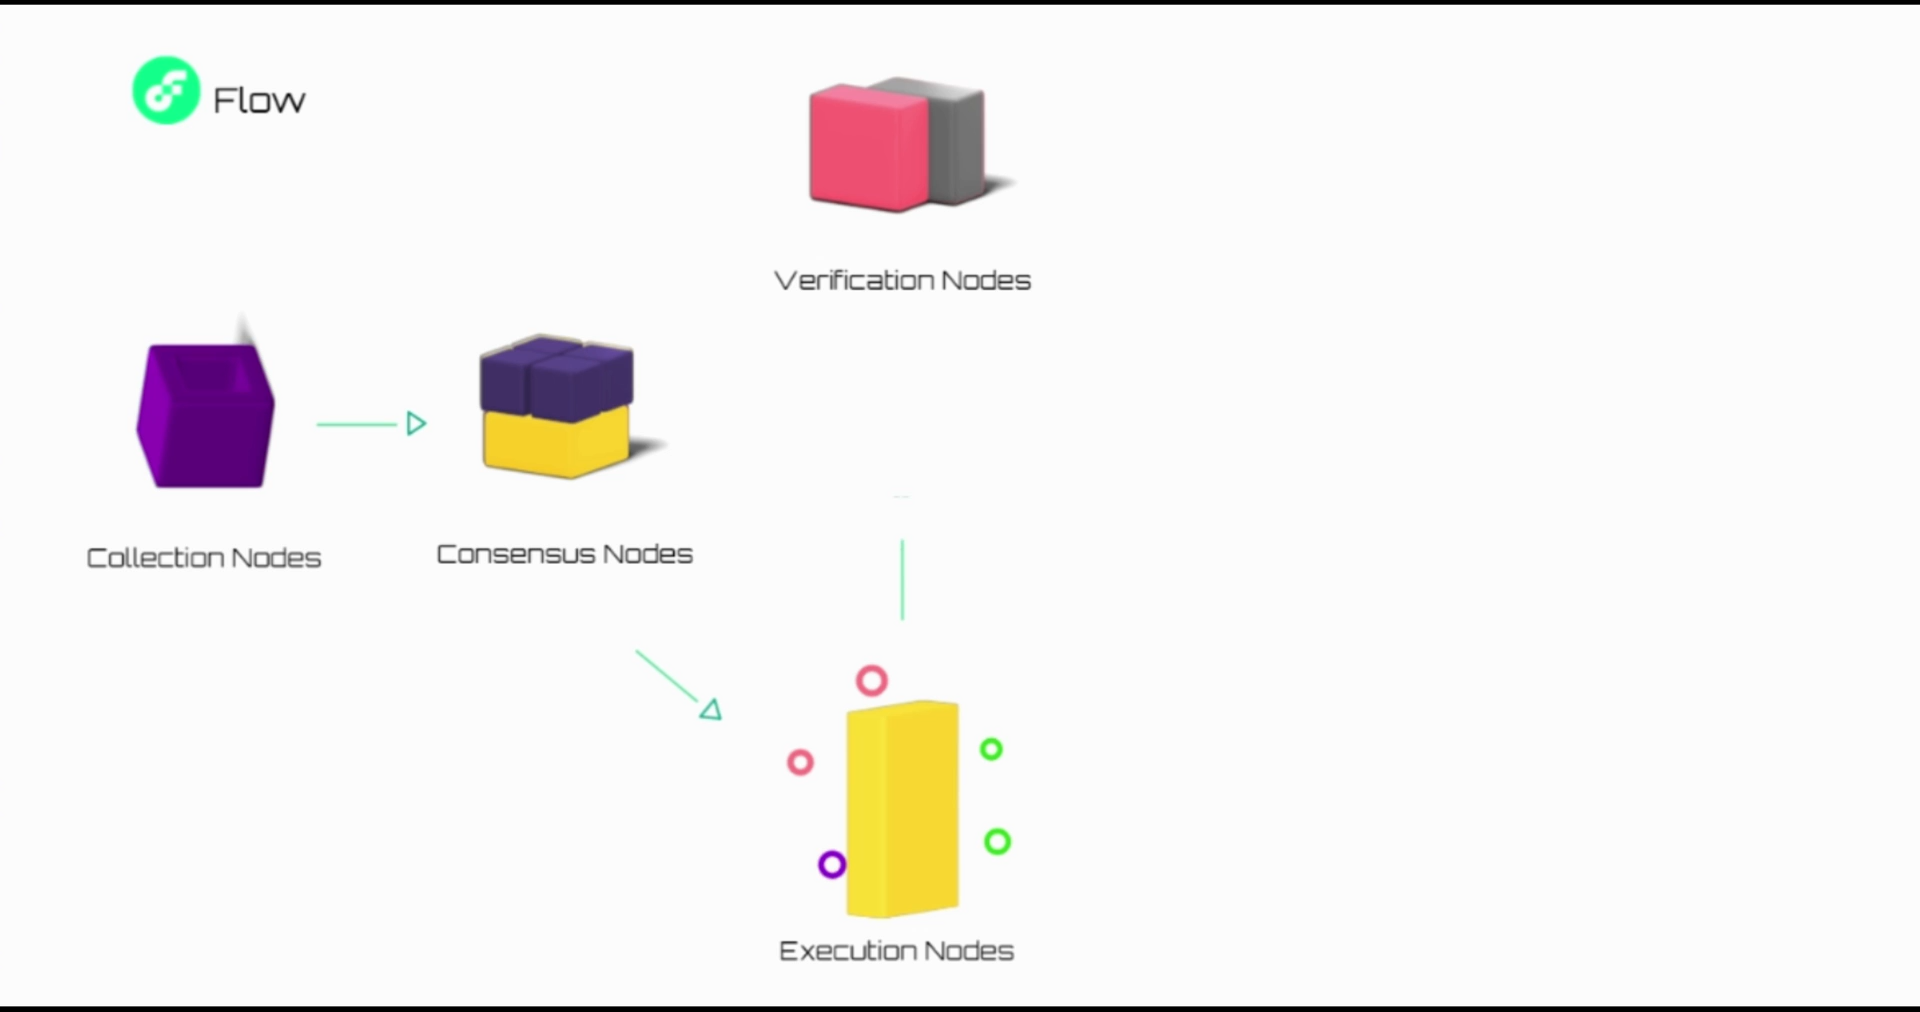 Flow
Verification Nodes
Collection Nodes
Consensus Nodes
Execution Nodes